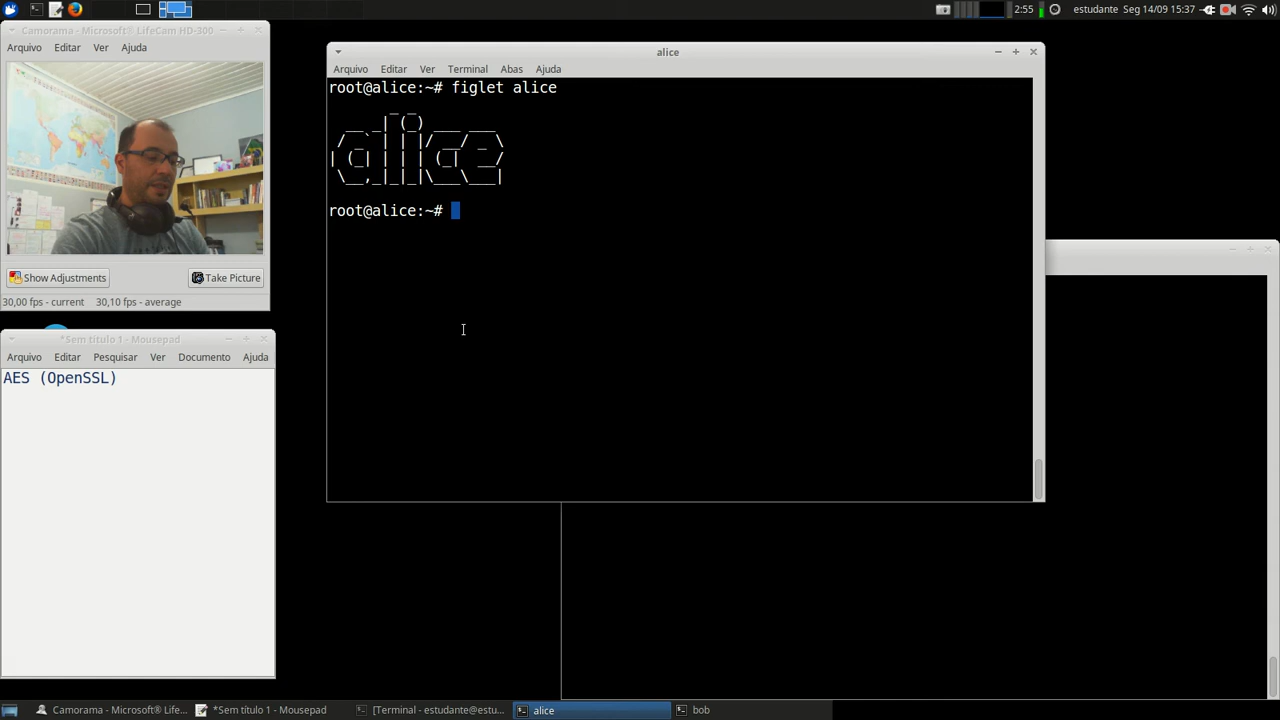 2:55
estudante
Seg 14/09 15:37
Camorama - Microsoft® LifeCam HD-300
Arquivo Editar Ver Ajuda
Show Adjustments
Take Picture
30,00 fps - current 30,10 fps - average
*Sem título 1 - Mousepad
Arquivo Editar Pesquisar Ver Documento Ajuda
AES (OpenSSL)
alice
Arquivo Editar Ver Terminal Abas Ajuda
root@alice:~# figlet alice
alice
root@alice:~#
Camorama - Microsoft® Life...
*Sem título 1 - Mousepad
[Terminal - estudante@estu...
alice
bob